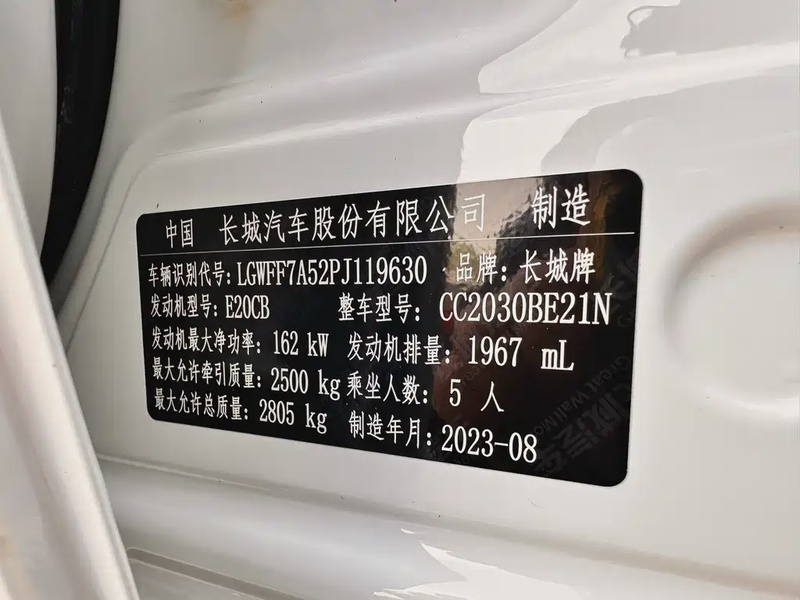 中国 长城汽车股份有限公司 制造
车辆识别代号: LGWFF7A52PJ119630 品牌: 长城牌
发动机型号: E20CB 整车型号: CC2030BE21N
发动机最大净功率: 162 kW 发动机排量: 1967 mL
最大允许牵引质量: 2500 kg 乘坐人数: 5 人
最大允许总质量: 2805 kg 制造年月: 2023-08
Great Wall Motor